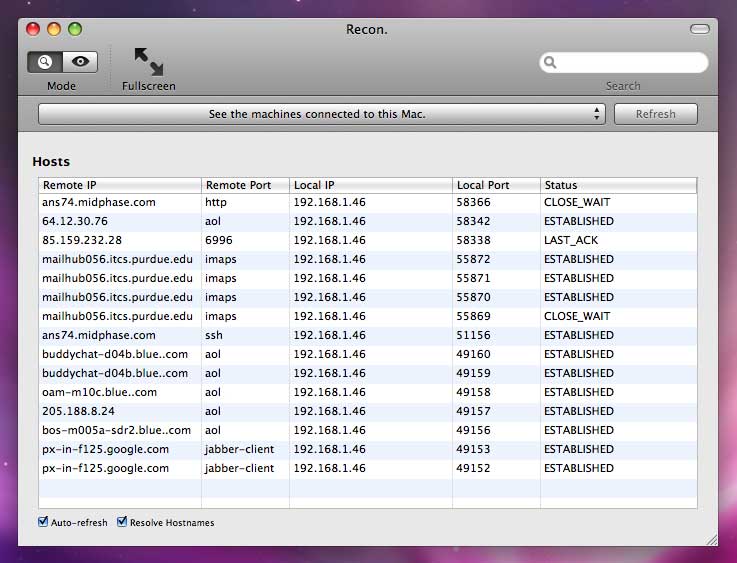 Recon.
Mode Fullscreen Search
See the machines connected to this Mac. Refresh
Hosts
Remote IP Remote Port Local IP Local Port Status
ans74.midphase.com http 192.168.1.46 58366 CLOSE_WAIT
64.12.30.76 aol 192.168.1.46 58342 ESTABLISHED
85.159.232.28 6996 192.168.1.46 58338 LAST_ACK
mailhub056.itcs.purdue.edu imaps 192.168.1.46 55872 ESTABLISHED
mailhub056.itcs.purdue.edu imaps 192.168.1.46 55871 ESTABLISHED
mailhub056.itcs.purdue.edu imaps 192.168.1.46 55870 ESTABLISHED
mailhub056.itcs.purdue.edu imaps 192.168.1.46 55869 CLOSE_WAIT
ans74.midphase.com ssh 192.168.1.46 51156 ESTABLISHED
buddychat-d04b.blue..com aol 192.168.1.46 49160 ESTABLISHED
buddychat-d04b.blue..com aol 192.168.1.46 49159 ESTABLISHED
oam-m10c.blue..com aol 192.168.1.46 49158 ESTABLISHED
205.188.8.24 aol 192.168.1.46 49157 ESTABLISHED
bos-m005a-sdr2.blue..com aol 192.168.1.46 49156 ESTABLISHED
px-in-f125.google.com jabber-client 192.168.1.46 49153 ESTABLISHED
px-in-f125.google.com jabber-client 192.168.1.46 49152 ESTABLISHED
Auto-refresh Resolve Hostnames